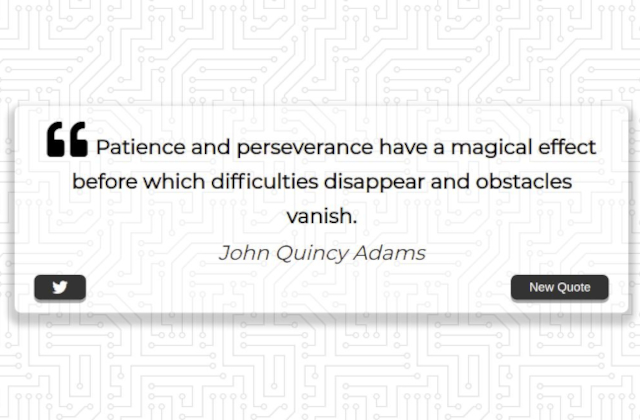 ❝ Patience and perseverance have a magical effect
before which difficulties disappear and obstacles
vanish.
John Quincy Adams
New Quote